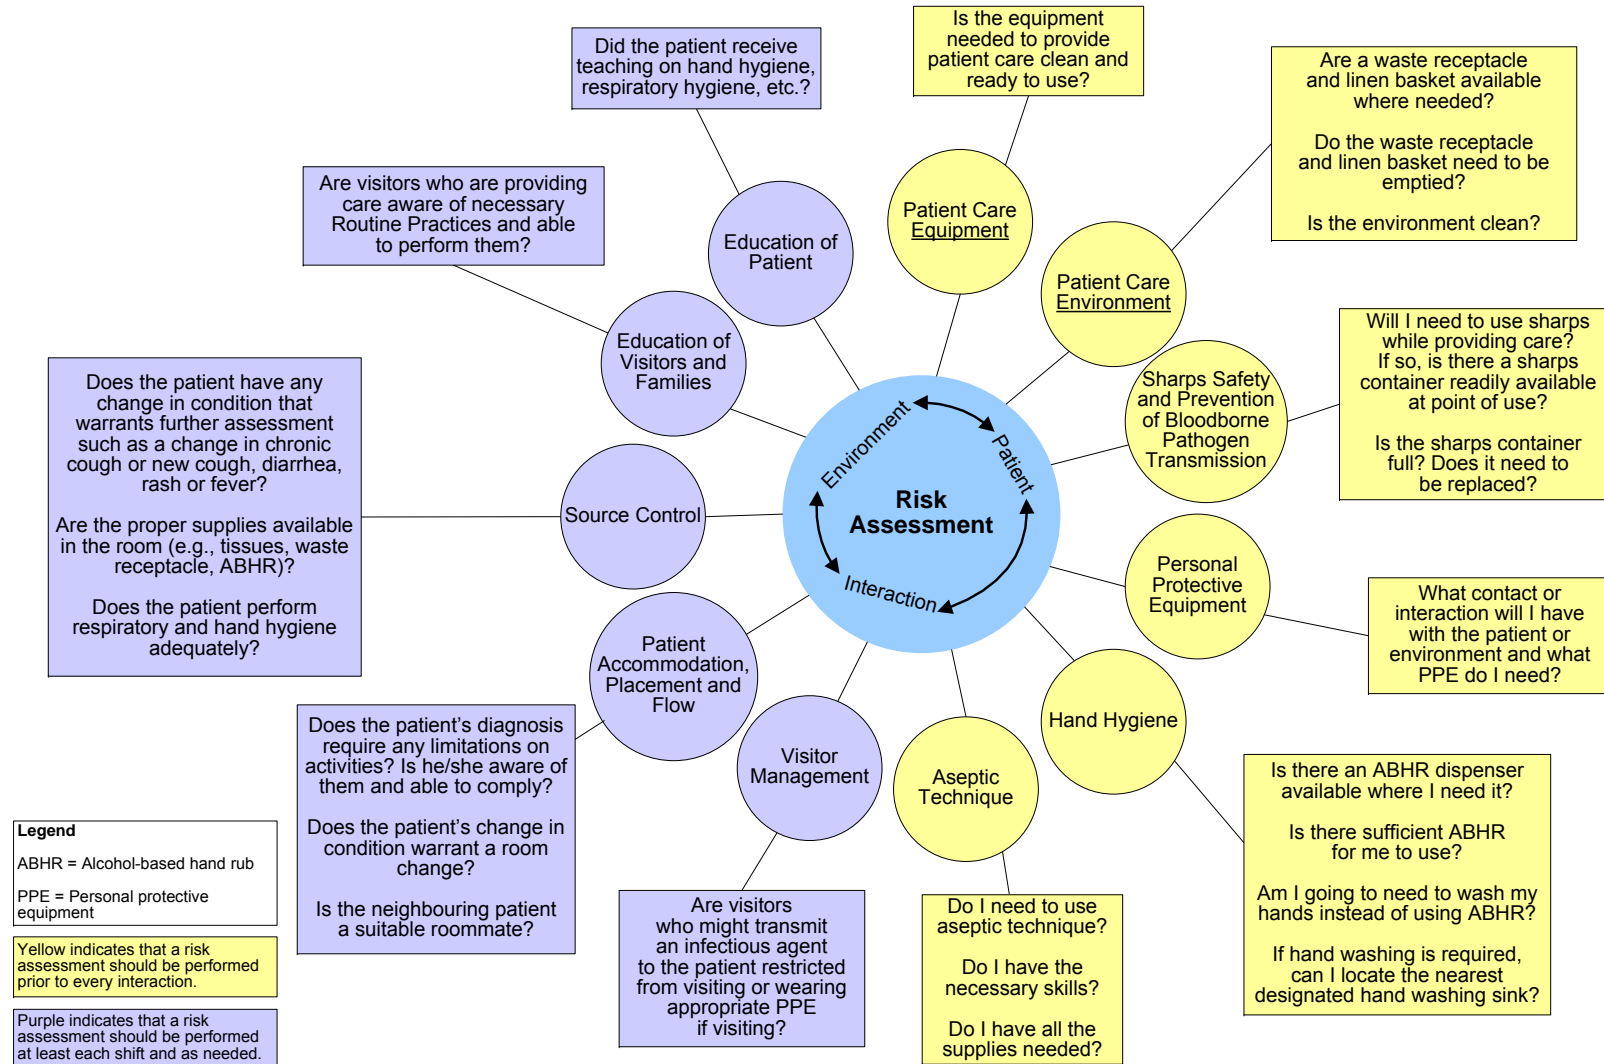 Did the patient receive
teaching on hand hygiene,
respiratory hygiene, etc.?
Is the equipment
needed to provide
patient care clean and
ready to use?
Are a waste receptacle
and linen basket available
where needed?
Do the waste receptacle
and linen basket need to be
emptied?
Is the environment clean?
Are visitors who are providing
care aware of necessary
Routine Practices and able
to perform them?
Education of
Patient
Patient Care
Equipment
Patient Care
Environment
Education of
Visitors and
Families
Sharps Safety
and Prevention
of Bloodborne
Pathogen
Transmission
Will I need to use sharps
while providing care?
If so, is there a sharps
container readily available
at point of use?
Is the sharps container
full? Does it need to
be replaced?
Does the patient have any
change in condition that
warrants further assessment
such as a change in chronic
cough or new cough, diarrhea,
rash or fever?
Are the proper supplies available
in the room (e.g., tissues, waste
receptacle, ABHR)?
Does the patient perform
respiratory and hand hygiene
adequately?
Source Control
Environment
Patient
Risk
Assessment
Interaction
Personal
Protective
Equipment
What contact or
interaction will I have
with the patient or
environment and what
PPE do I need?
Patient
Accommodation,
Placement and
Flow
Visitor
Management
Aseptic
Technique
Hand Hygiene
Does the patient's diagnosis
require any limitations on
activities? Is he/she aware of
them and able to comply?
Does the patient's change in
condition warrant a room
change?
Is the neighbouring patient
a suitable roommate?
Are visitors
who might transmit
an infectious agent
to the patient restricted
from visiting or wearing
appropriate PPE
if visiting?
Do I need to use
aseptic technique?
Do I have the
necessary skills?
Do I have all the
supplies needed?
Is there an ABHR dispenser
available where I need it?
Is there sufficient ABHR
for me to use?
Am I going to need to wash my
hands instead of using ABHR?
If hand washing is required,
can I locate the nearest
designated hand washing sink?
Legend
ABHR = Alcohol-based hand rub
PPE = Personal protective
equipment
Yellow indicates that a risk
assessment should be performed
prior to every interaction.
Purple indicates that a risk
assessment should be performed
at least each shift and as needed.